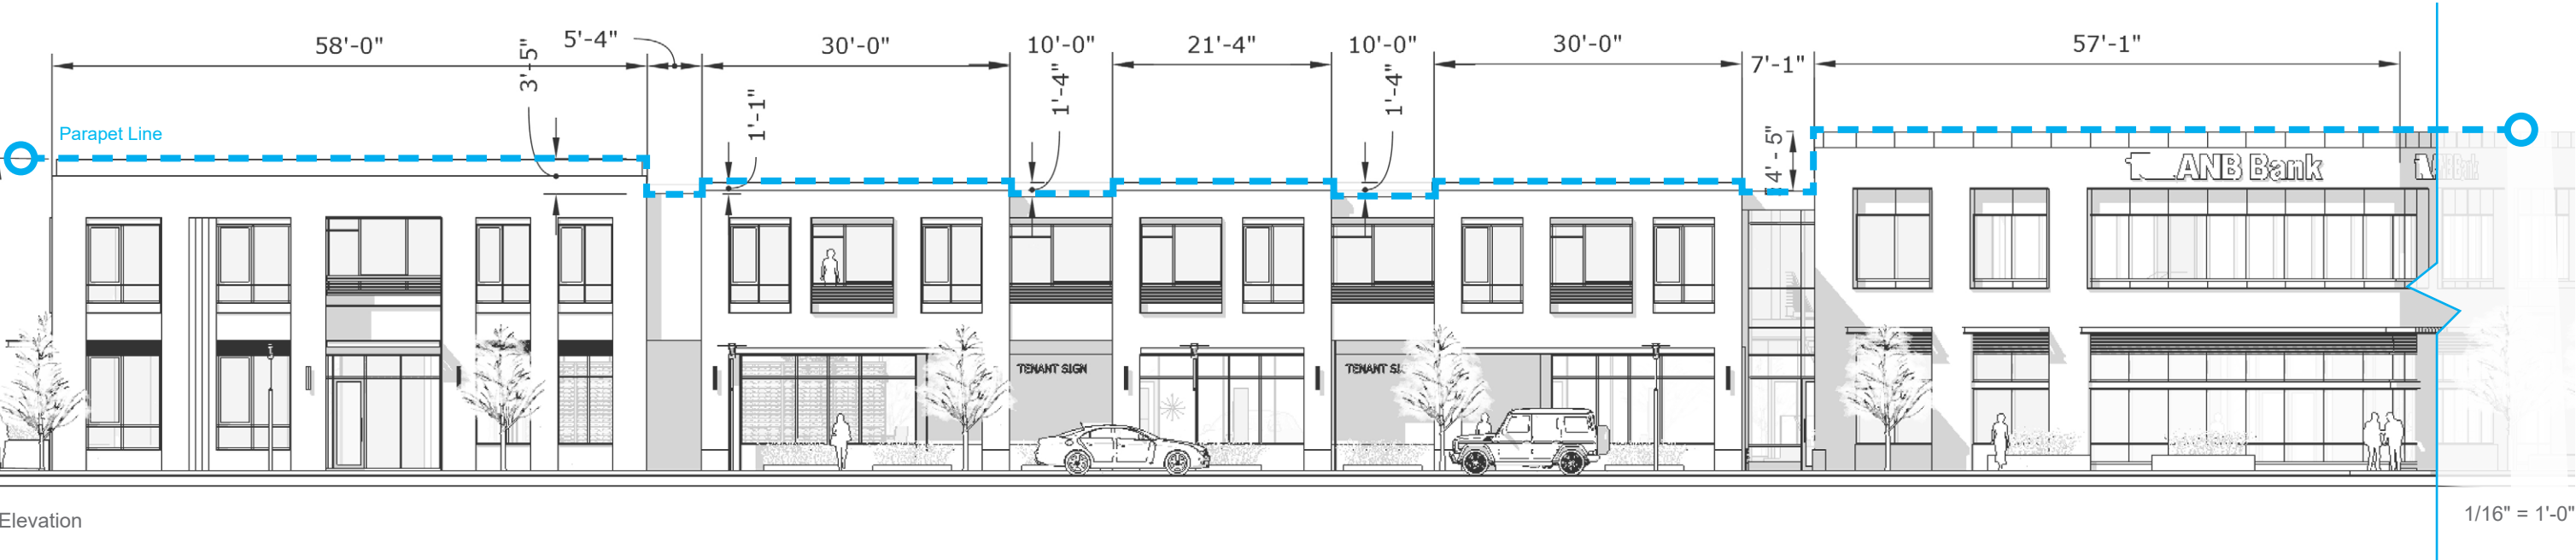 58'-0"
3'-5"
5'-4"
30'-0"
10'-0"
21'-4"
10'-0"
30'-0"
7'-1"
57'-1"
1'-1"
1'-4"
1'-4"
4'-5"
Parapet Line
ANB Bank
TENANT SIGN
TENANT
Elevation
1/16" = 1'-0"